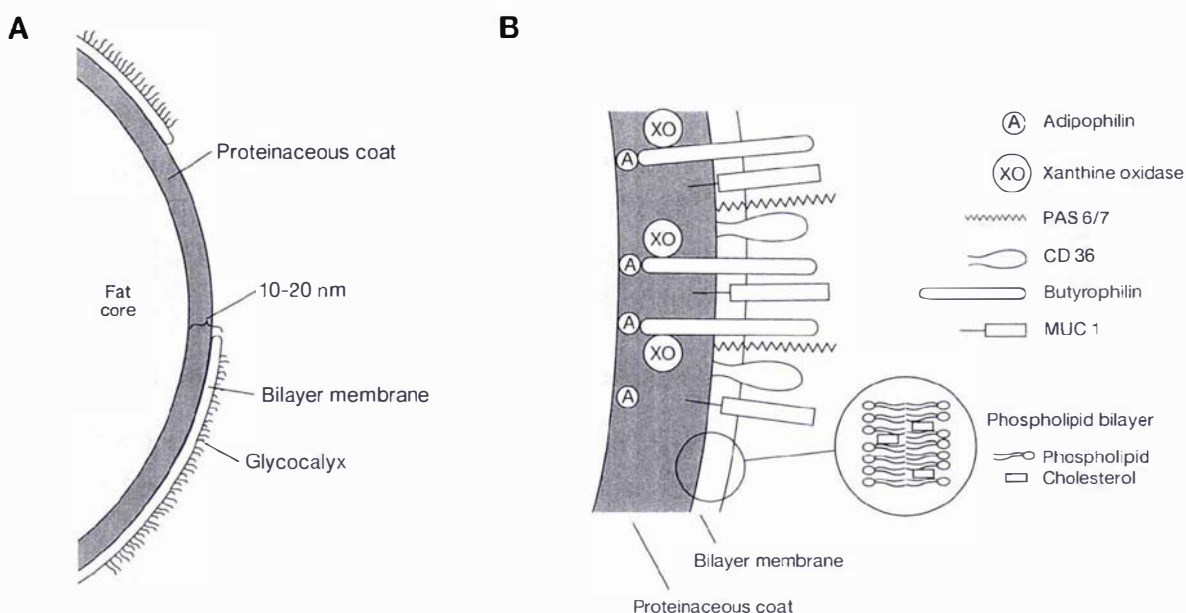 A
Proteinaceous coat
10-20 nm
Fat
core
Bilayer membrane
Glycocalyx
B
XO
A
XO
A
A
XO
A
A Adipophilin
XO Xanthine oxidase
PAS 6/7
CD 36
Butyrophilin
MUC 1
Phospholipid bilayer
Phospholipid
Cholesterol
Bilayer membrane
Proteinaceous coat